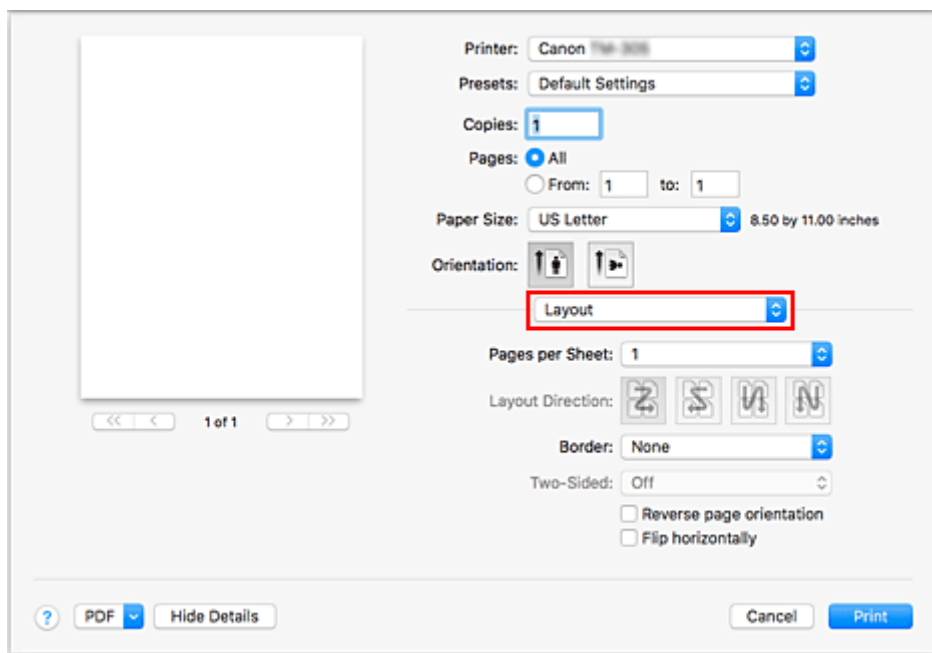 Printer: Canon
Presets: Default Settings
Copies: 1
Pages: All
From: 1 to: 1
Paper Size: US Letter 8.50 by 11.00 inches
Orientation:
Layout
Pages per Sheet: 1
Layout Direction:
<< < 1 of 1 > >>
Border: None
Two-Sided: Off
Reverse page orientation
Flip horizontally
? PDF Hide Details Cancel Print